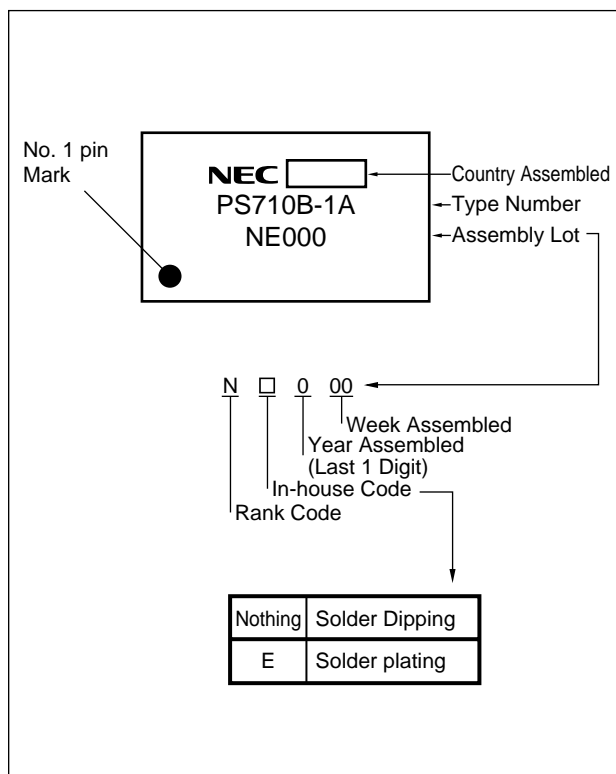 No. 1 pin
Mark
NEC
Country Assembled
PS710B-1A
Type Number
NE000
Assembly Lot
N 0 00
Week Assembled
Year Assembled
(Last 1 Digit)
In-house Code
Rank Code
Nothing Solder Dipping
E Solder plating